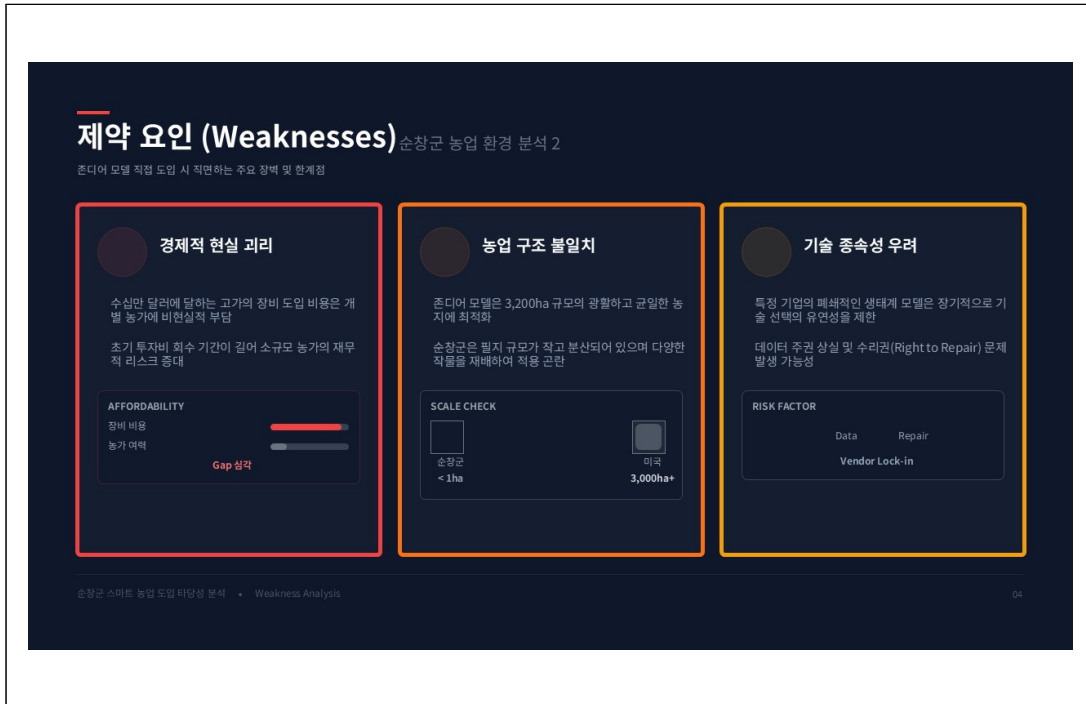 제약 요인 (Weaknesses) 순창군 농업 환경 분석 2
존디어 모델 직접 도입 시 직면하는 주요 장벽 및 한계점
경제적 현실 괴리
수십만 달러에 달하는 고가의 장비 도입 비용은 개
별 농가에 비현실적 부담
초기 투자비 회수 기간이 길어 소규모 농가의 재무
적 리스크 증대
AFFORDABILITY
장비 비용
농가 여력
Gap 심각
농업 구조 불일치
존디어 모델은 3,200ha 규모의 광활하고 균일한 농
지에 최적화
순창군은 필지 규모가 작고 분산되어 있으며 다양한
작물을 재배하여 적용 곤란
SCALE CHECK
순창군
< 1ha
미국
3,000ha+
기술 종속성 우려
특정 기업의 폐쇄적인 생태계 모델은 장기적으로 기
술 선택의 유연성을 제한
데이터 주권 상실 및 수리권(Right to Repair) 문제
발생 가능성
RISK FACTOR
Data Repair
Vendor Lock-in
순창군 스마트 농업 도입 타당성 분석 • Weakness Analysis
04